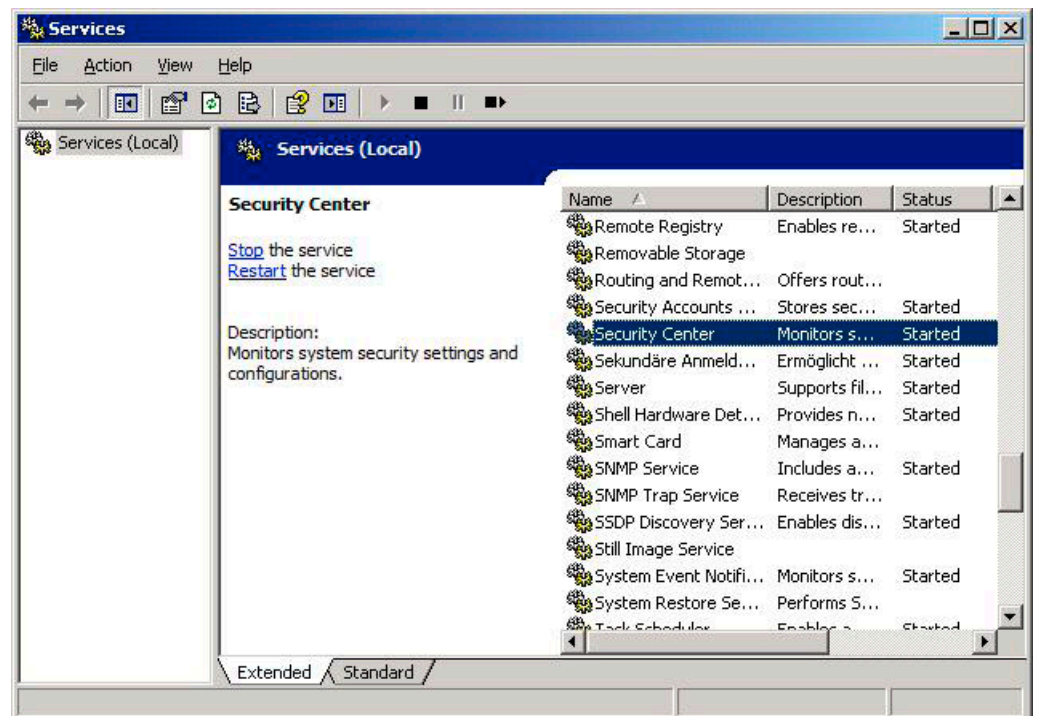 Services
File Action View Help
Services (Local)
Services (Local)
Security Center
Stop the service
Restart the service
Description:
Monitors system security settings and
configurations.
Name Description Status
Remote Registry Enables re... Started
Removable Storage
Routing and Remot... Offers rout...
Security Accounts ... Stores sec... Started
Security Center Monitors s... Started
Sekundäre Anmeld... Ermöglicht ... Started
Server Supports fil... Started
Shell Hardware Det... Provides n... Started
Smart Card Manages a...
SNMP Service Includes a... Started
SNMP Trap Service Receives tr...
SSDP Discovery Ser... Enables dis... Started
Still Image Service
System Event Notifi... Monitors s... Started
System Restore Se... Performs S...
Task Scheduler Enables a... Started
Extended Standard